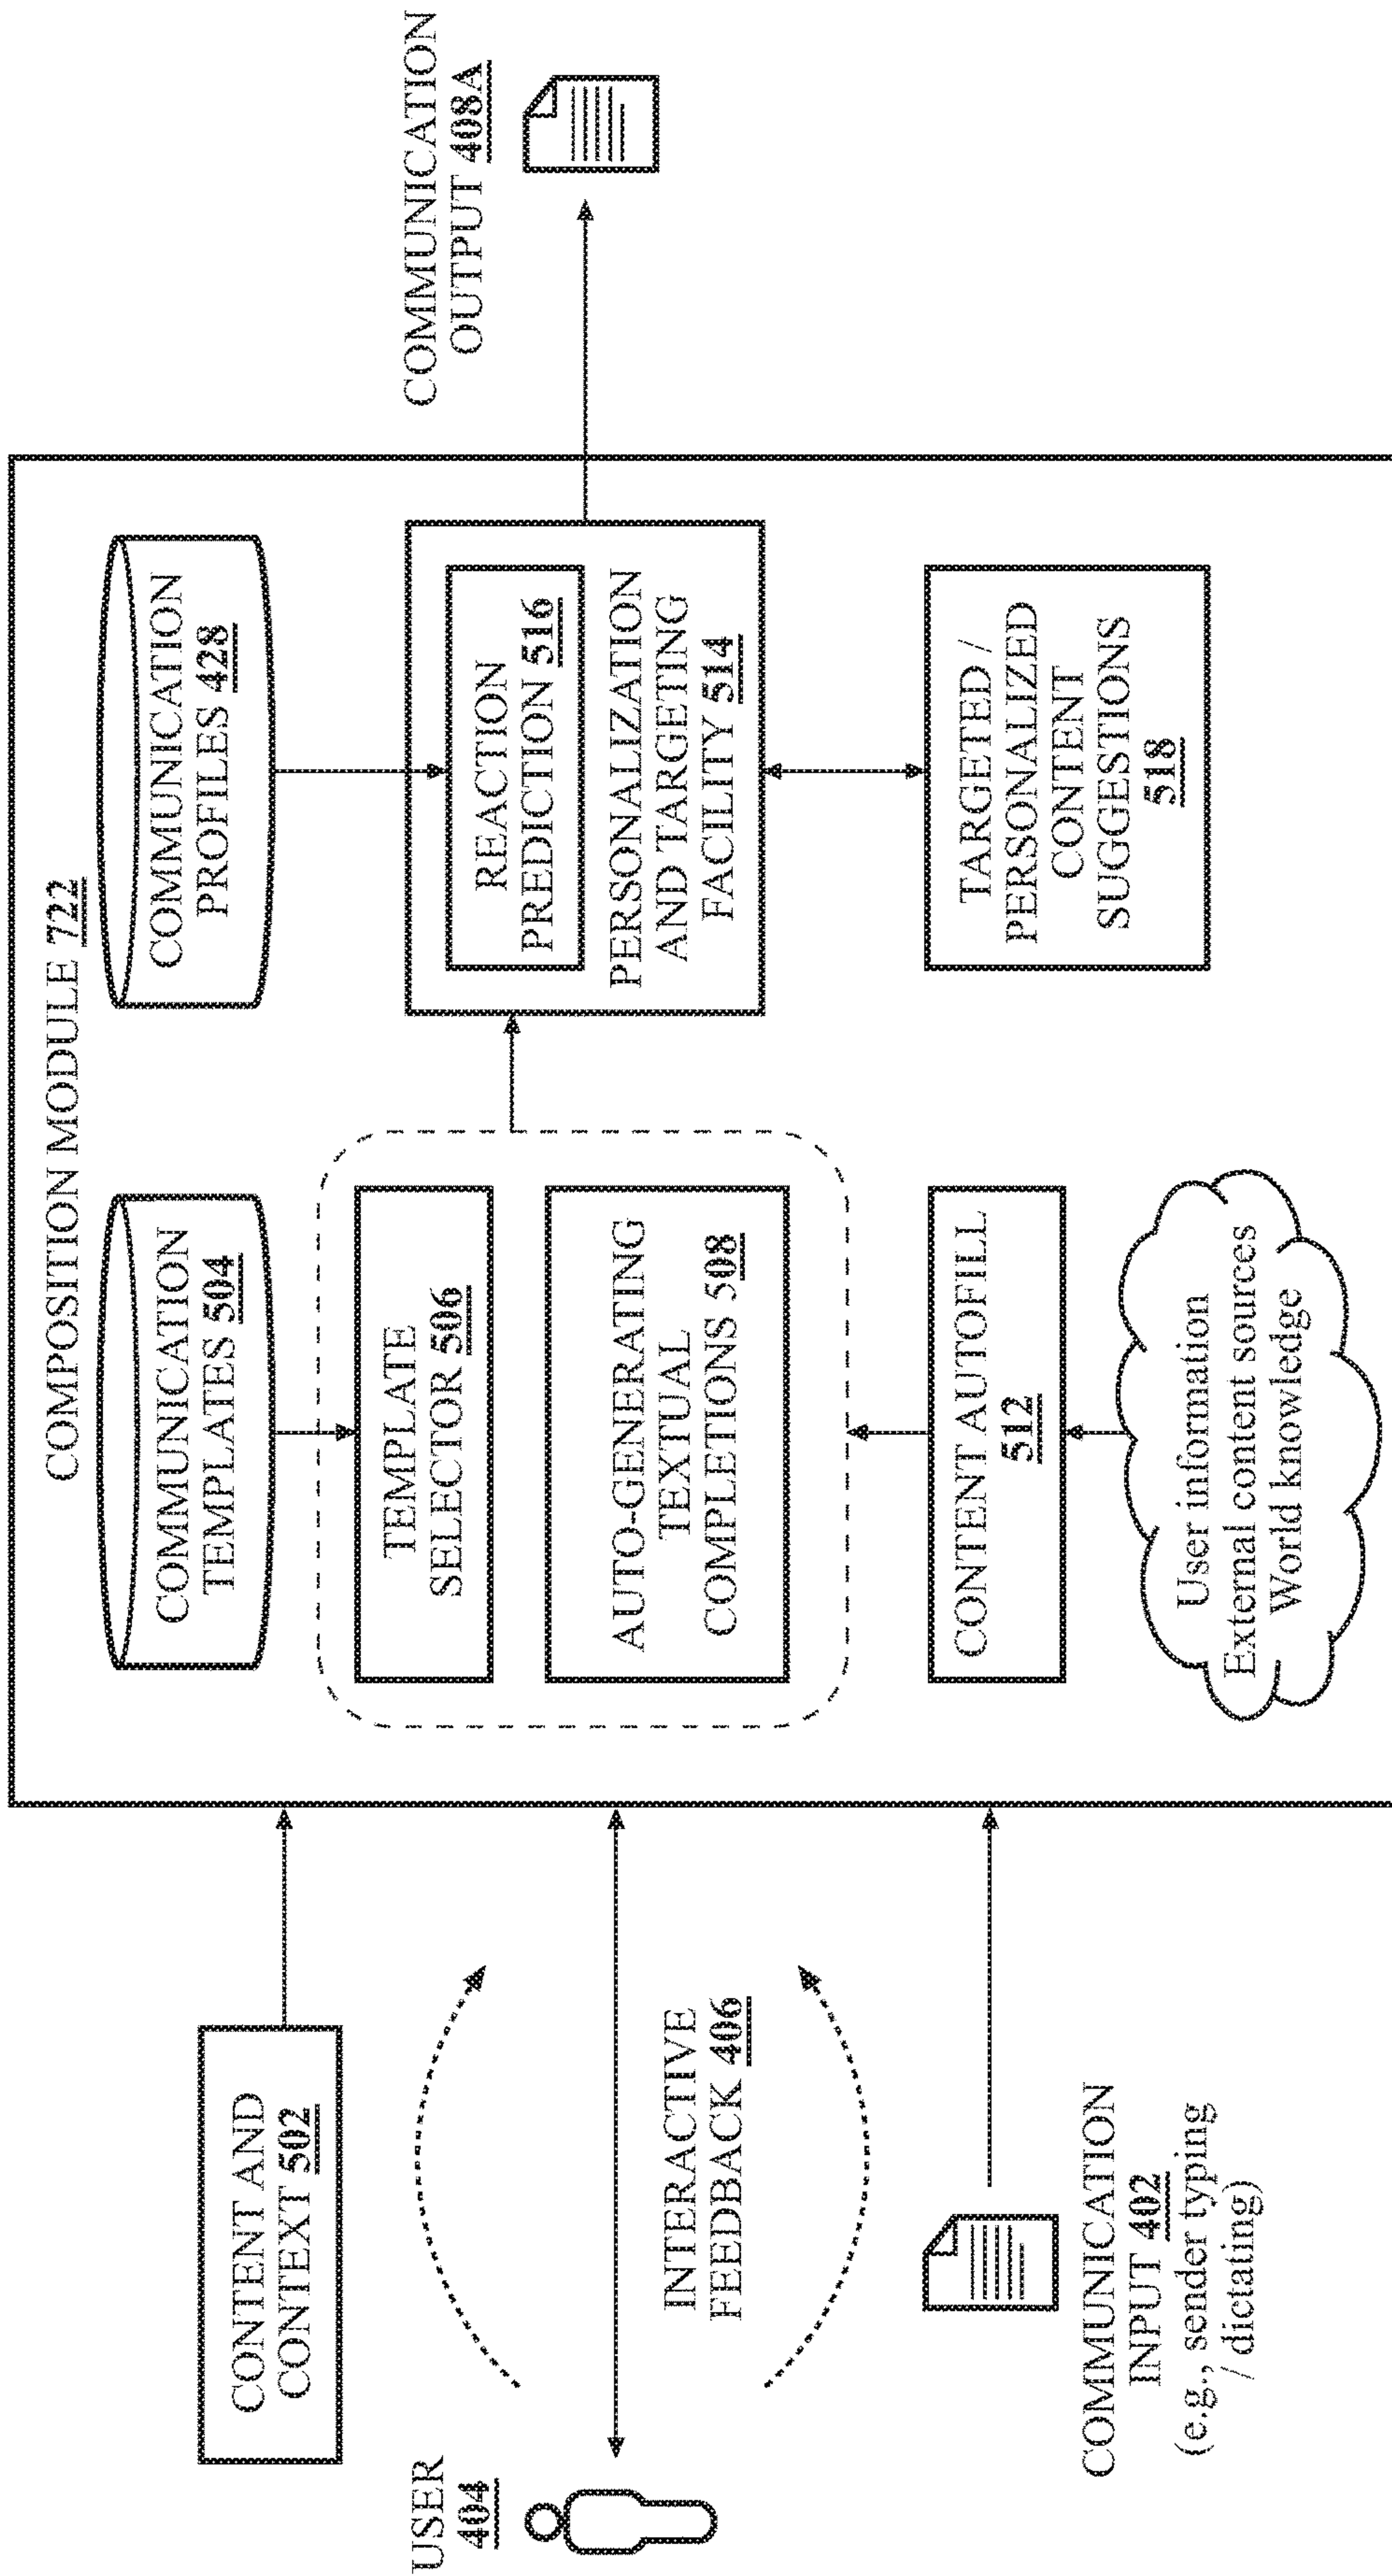 COMPOSITION MODULE 722
CONTENT AND
CONTEXT 502
USER
404
INTERACTIVE
FEEDBACK 406
COMMUNICATION
INPUT 402
(e.g., sender typing
/ dictating)
COMMUNICATION
TEMPLATES 504
TEMPLATE
SELECTOR 506
AUTO-GENERATING
TEXTUAL
COMPLETIONS 508
CONTENT AUTOFILL
512
User information
External content sources
World knowledge
COMMUNICATION
PROFILES 428
REACTION
PREDICTION 516
PERSONALIZATION
AND TARGETING
FACILITY 514
TARGETED /
PERSONALIZED
CONTENT
SUGGESTIONS
518
COMMUNICATION
OUTPUT 408A